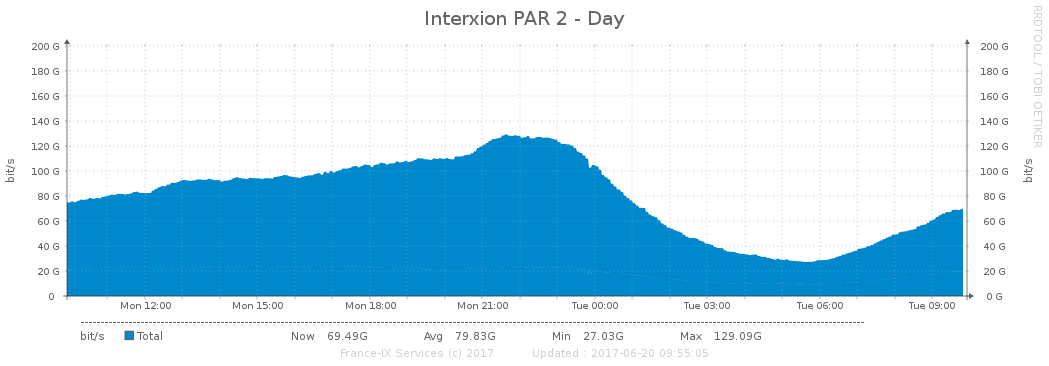 Interxion PAR 2 - Day
RRDTOOL / TOBI OETIKER
bit/s
200 G
180 G
160 G
140 G
120 G
100 G
80 G
60 G
40 G
20 G
0
200 G
180 G
160 G
140 G
120 G
100 G
80 G
60 G
40 G
20 G
0 G
bit/s
Mon 12:00 Mon 15:00 Mon 18:00 Mon 21:00 Tue 00:00 Tue 03:00 Tue 06:00 Tue 09:00
bit/s Total Now 69.49G Avg 79.83G Min 27.03G Max 129.09G
France-IX Services (c) 2017 Updated : 2017-06-20 09:55:05